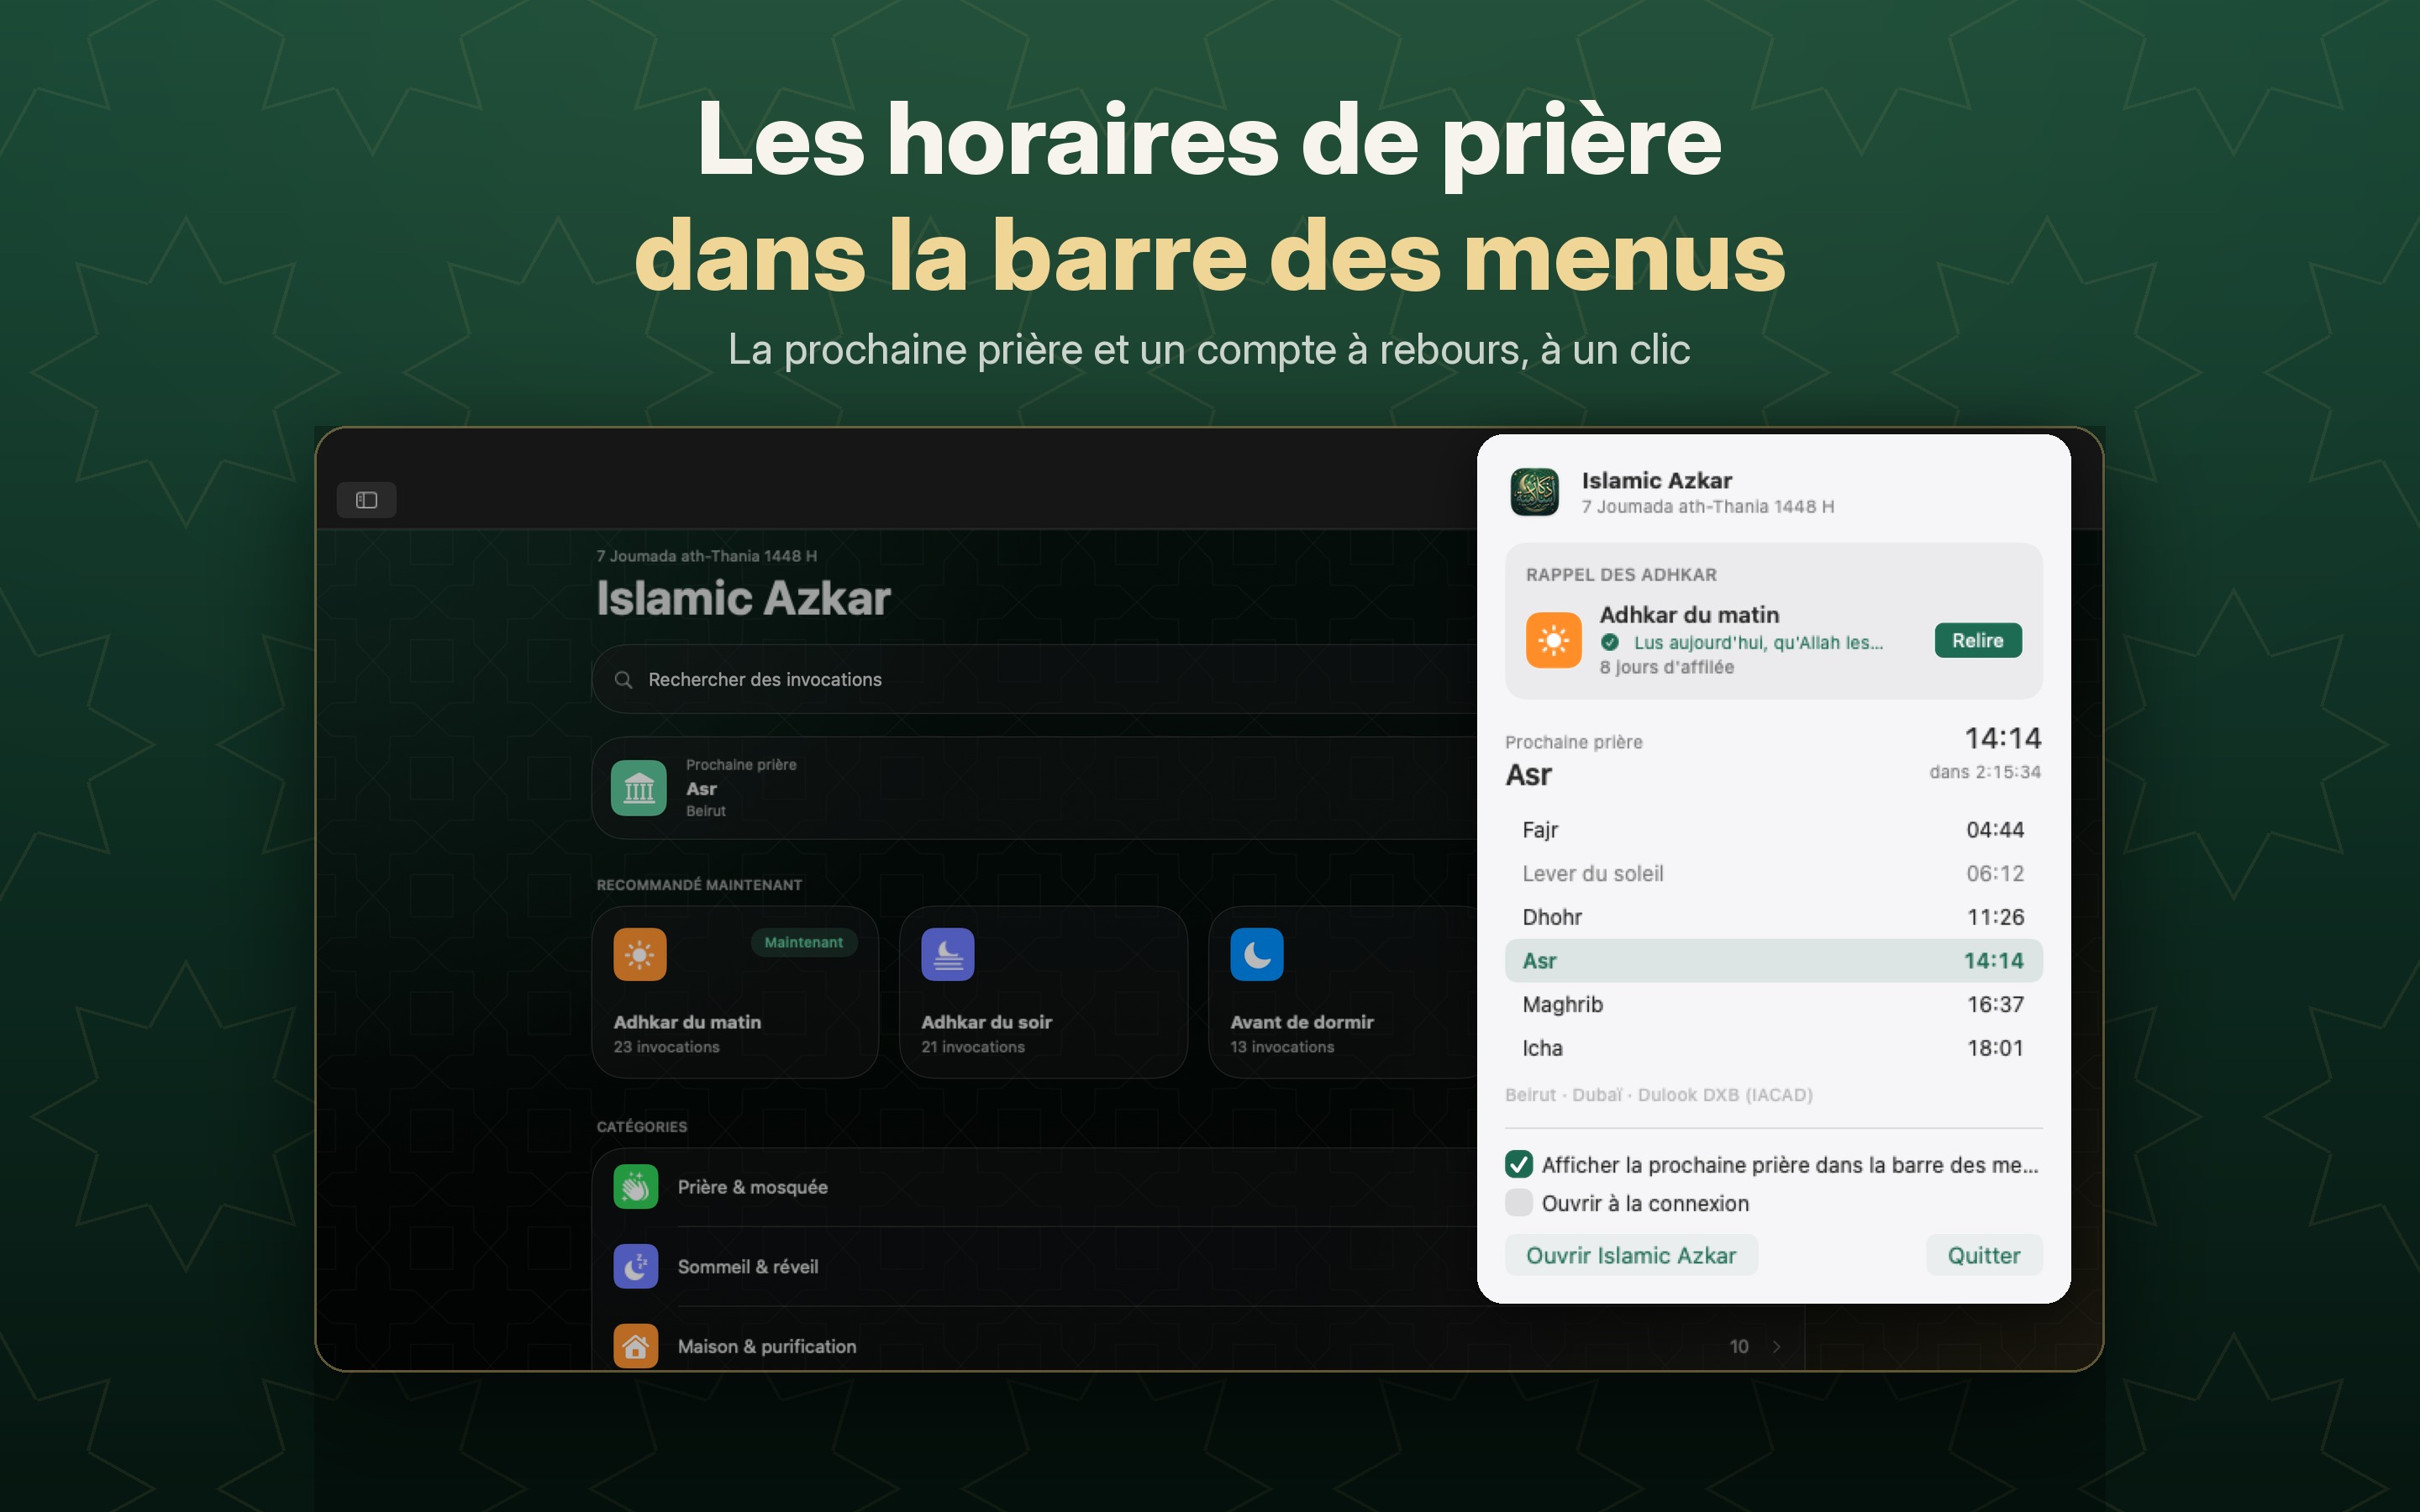 Les horaires de prière
dans la barre des menus
La prochaine prière et un compte à rebours, à un clic
7 Joumada ath-Thania 1448 H
Islamic Azkar
Rechercher des invocations
Prochaine prière
Asr
Beirut
RECOMMANDÉ MAINTENANT
Maintenant
Adhkar du matin
23 invocations
Adhkar du soir
21 invocations
Avant de dormir
13 invocations
CATÉGORIES
Prière & mosquée
Sommeil & réveil
Maison & purification
10
Islamic Azkar
7 Joumada ath-Thania 1448 H
RAPPEL DES ADHKAR
Adhkar du matin
Lus aujourd'hui, qu'Allah les...
8 jours d'affilée
Relire
Prochaine prière
14:14
Asr
dans 2:15:34
Fajr 04:44
Lever du soleil 06:12
Dhohr 11:26
Asr 14:14
Maghrib 16:37
Icha 18:01
Beirut · Dubaï · Dulook DXB (IACAD)
Afficher la prochaine prière dans la barre des me...
Ouvrir à la connexion
Ouvrir Islamic Azkar
Quitter